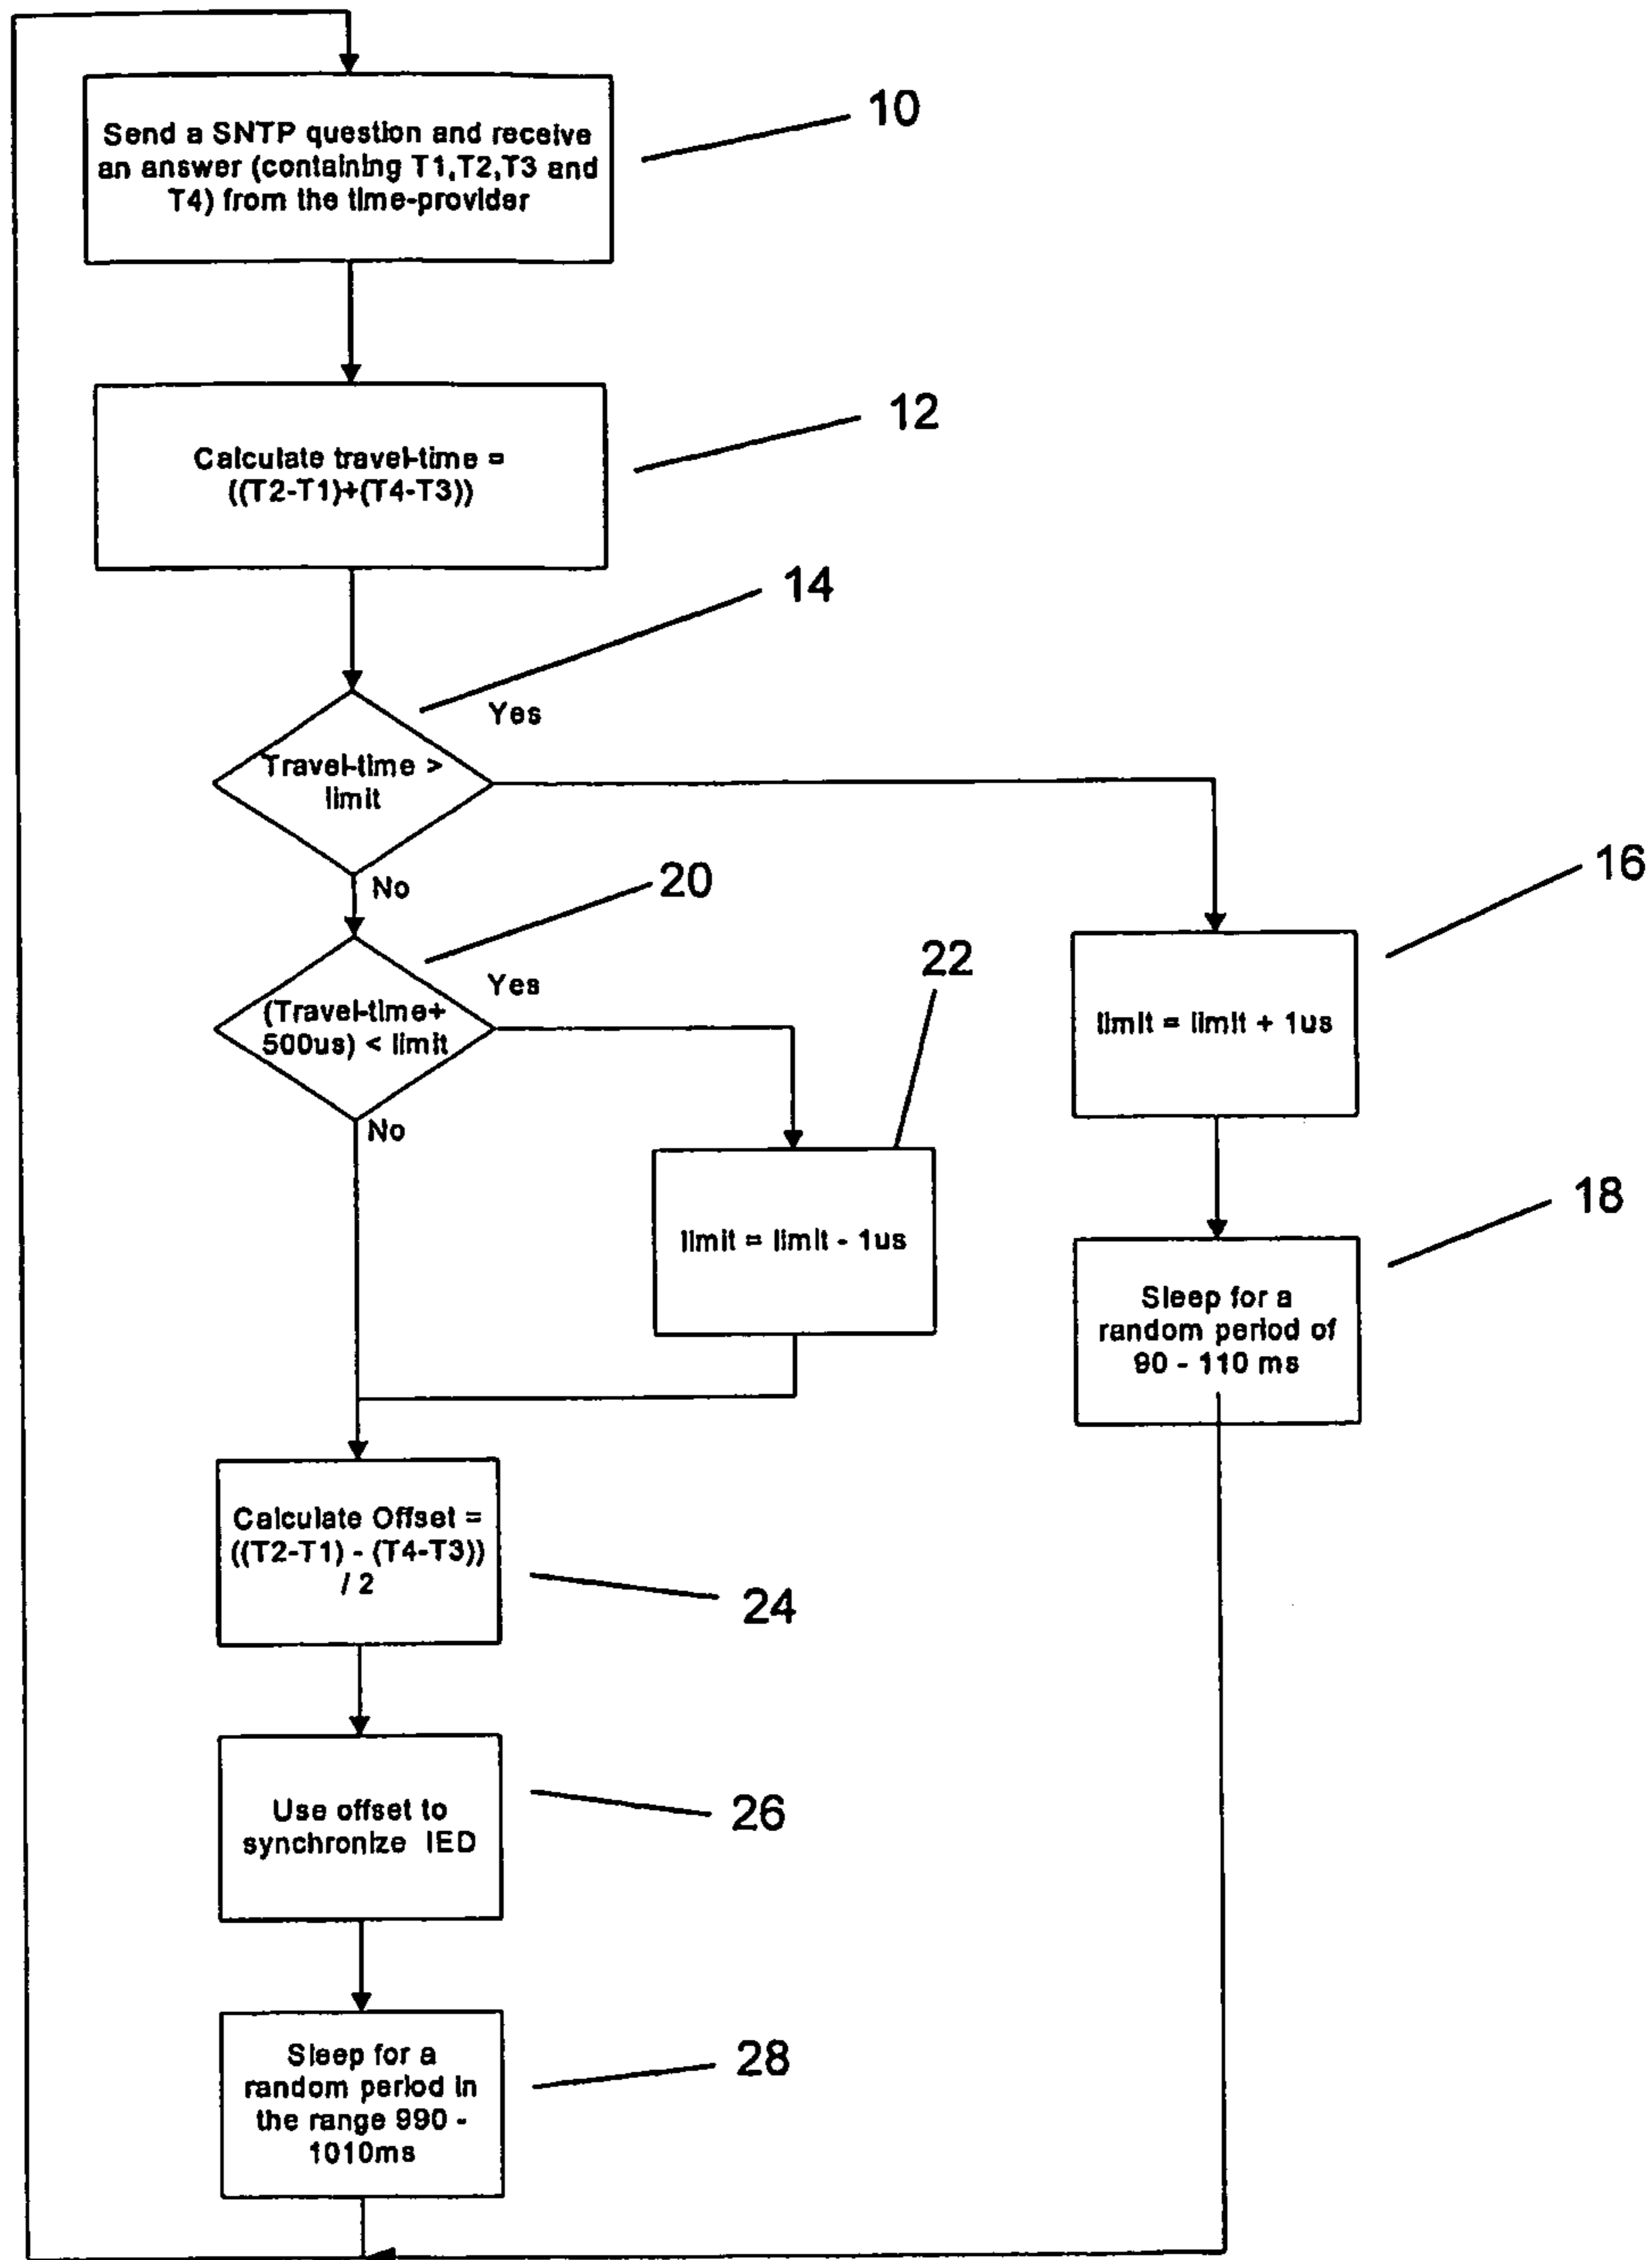 Send a SNTP question and receive
an answer (containing T1,T2,T3 and
T4) from the time-provider
10
Calculate travel-time =
((T2-T1)+(T4-T3))
12
14
Yes
Travel-time >
limit
No
20
16
Yes
22
(Travel-time+
500us) < limit
limit = limit + 1us
No
limit = limit - 1us
18
Sleep for a
random period of
90 - 110 ms
Calculate Offset =
((T2-T1) - (T4-T3))
/ 2
24
Use offset to
synchronize IED
26
Sleep for a
random period in
the range 990 -
1010ms
28